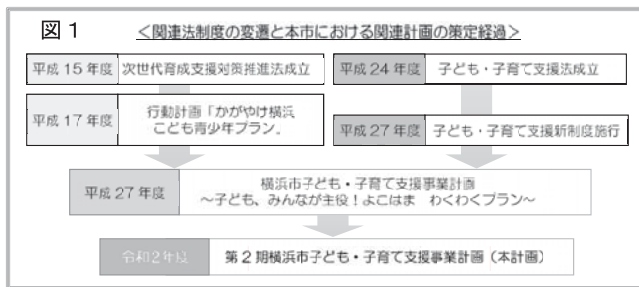 図1 ＜関連法制度の変遷と本市における関連計画の策定経過＞
平成15年度 次世代育成支援対策推進法成立
平成24年度 子ども・子育て支援法成立
平成17年度 行動計画「かがやけ横浜
こども青少年プラン」
平成27年度 子ども・子育て支援新制度施行
平成27年度 横浜市子ども・子育て支援事業計画
～子ども、みんなが主役！よこはま わくわくプラン～
令和2年度 第2期横浜市子ども・子育て支援事業計画（本計画）